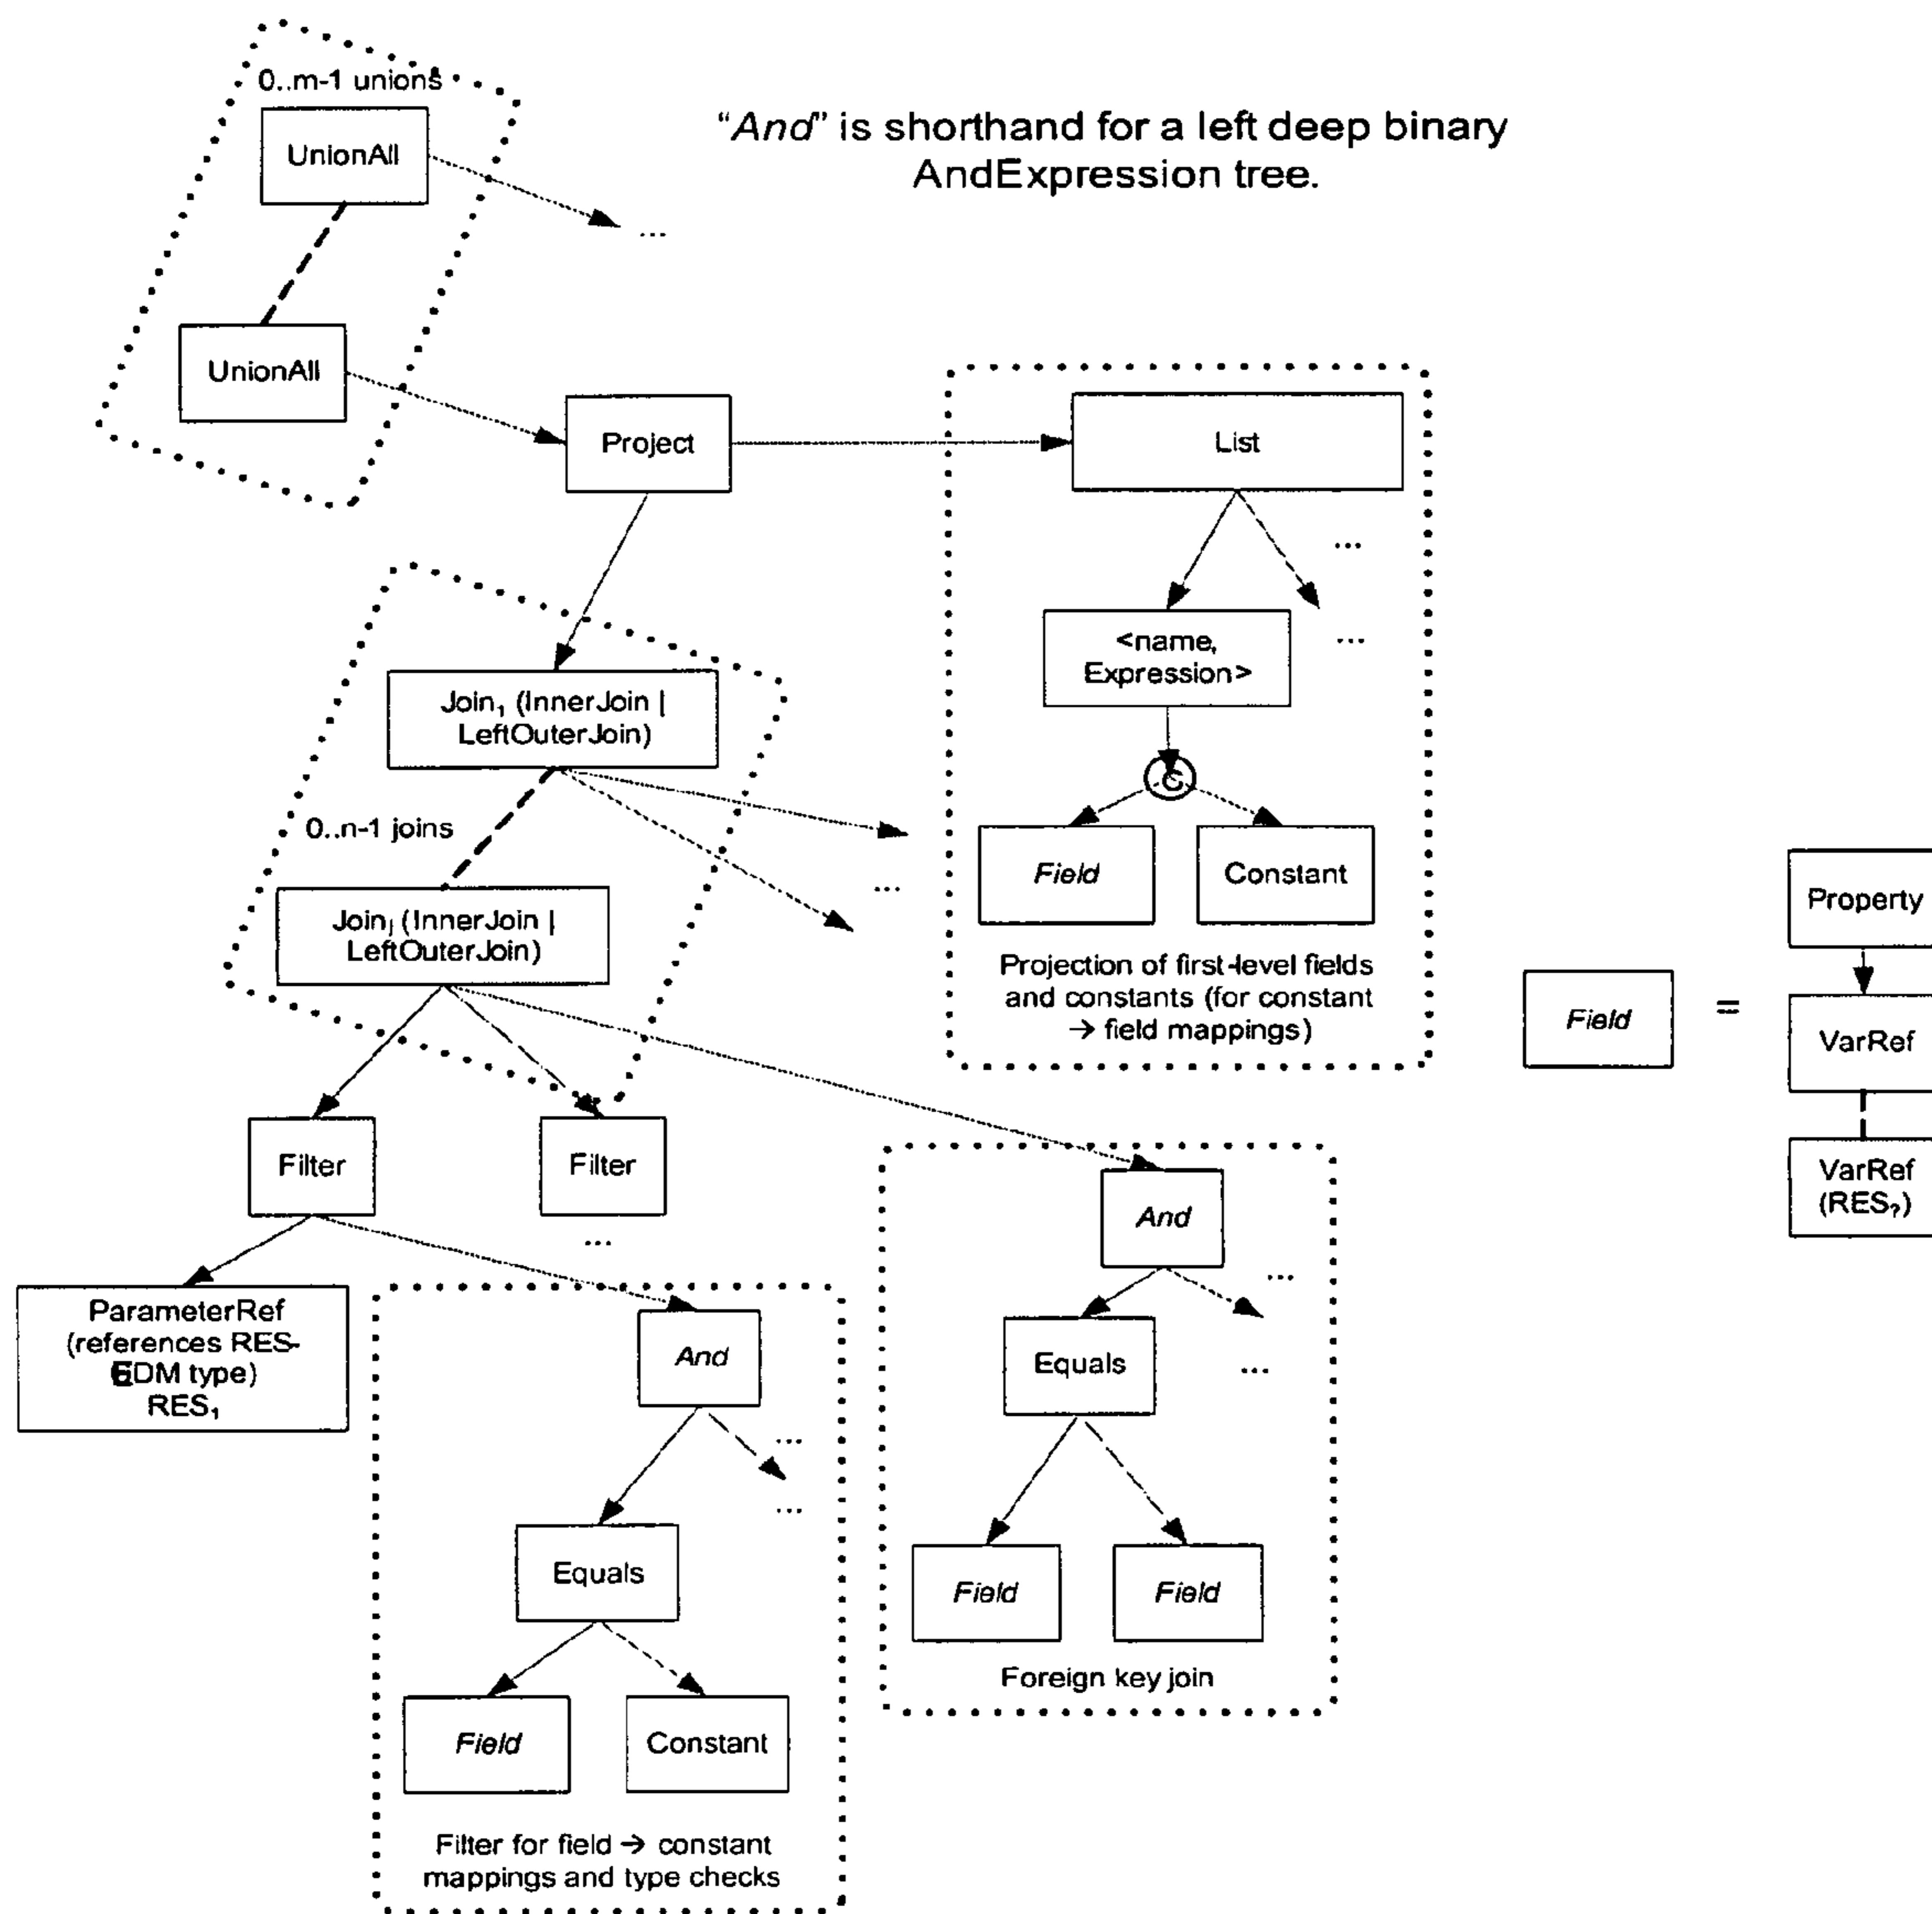 0..m-1 unions
UnionAll
"And" is shorthand for a left deep binary
AndExpression tree.
...
UnionAll
Project
List
...
<name,
Expression>
...
C
Field
Constant
Projection of first-level fields
and constants (for constant
→ field mappings)
Join₁ (InnerJoin |
LeftOuterJoin)
0..n-1 joins
...
Joinⱼ (InnerJoin |
LeftOuterJoin)
Field
=
Property
VarRef
VarRef
(RES?)
Filter
Filter
...
ParameterRef
(references RES-
EDM type)
RES₁
And
...
...
Equals
Field
Constant
Filter for field → constant
mappings and type checks
And
...
Equals
...
Field
Field
Foreign key join